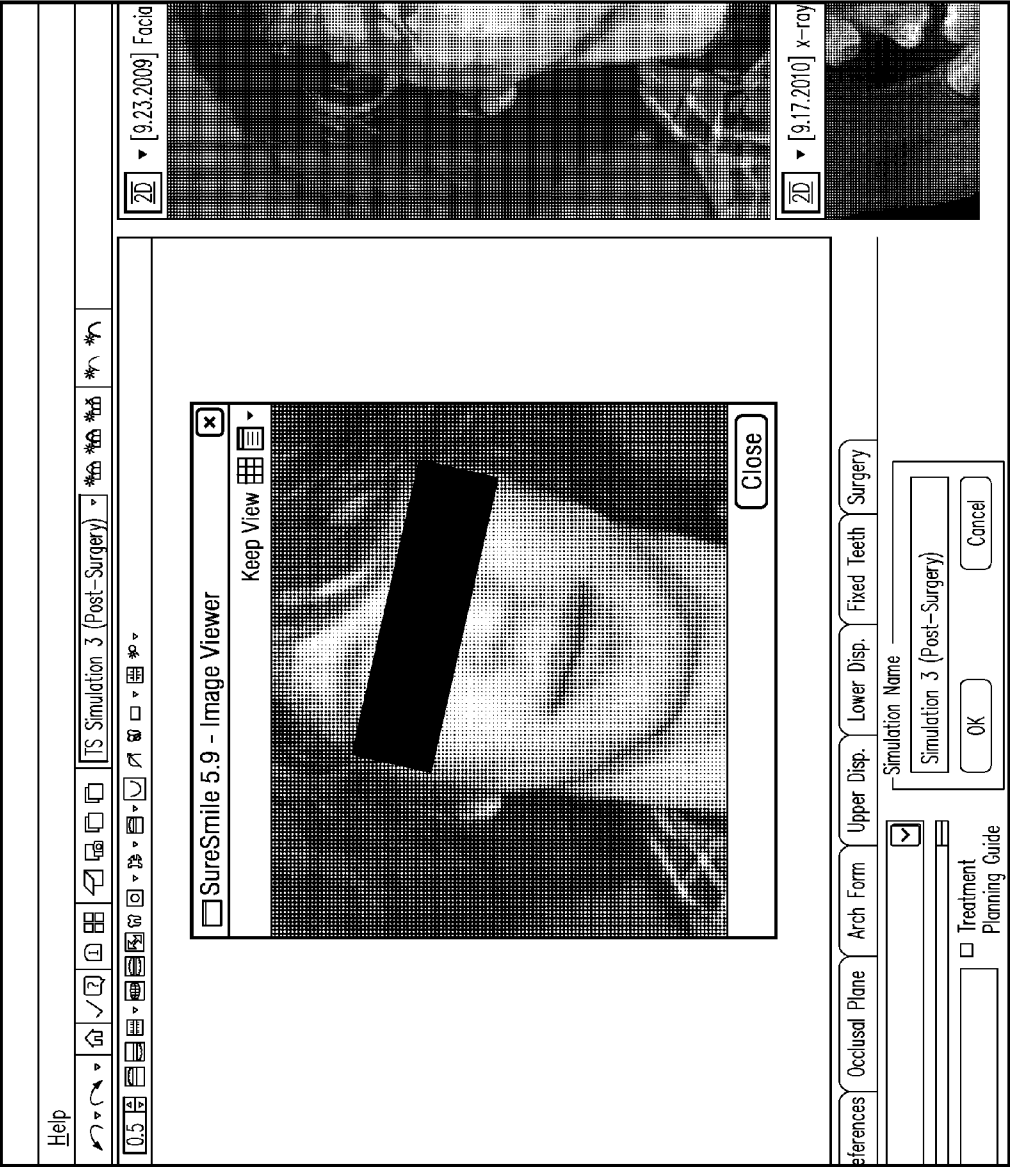 Help
TS Simulation 3 (Post-Surgery)
0.5
2D [9.23.2009] Facia
SureSmile 5.9 - Image Viewer
Keep View
Close
2D [9.17.2010] x-ray
eferences Occlusal Plane Arch Form Upper Disp. Lower Disp. Fixed Teeth Surgery
Simulation Name
Simulation 3 (Post-Surgery)
OK Cancel
Treatment
Planning Guide